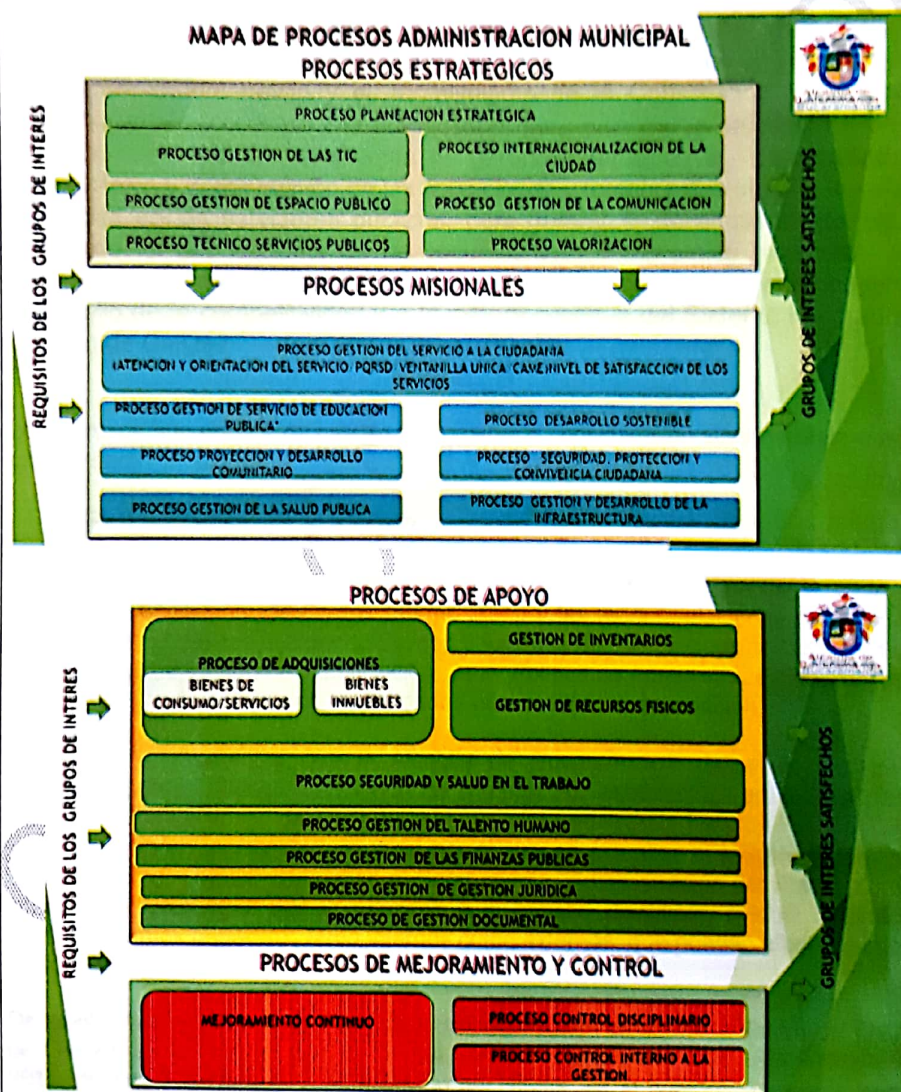 MAPA DE PROCESOS ADMINISTRACION MUNICIPAL
PROCESOS ESTRATEGICOS
REQUISITOS DE LOS GRUPOS DE INTERES
PROCESO PLANEACION ESTRATEGICA
PROCESO GESTION DE LAS TIC
PROCESO INTERNACIONALIZACION DE LA
CIUDAD
PROCESO GESTION DE ESPACIO PUBLICO
PROCESO GESTION DE LA COMUNICACION
PROCESO TECNICO SERVICIOS PUBLICOS
PROCESO VALORIZACION
GRUPOS DE INTERES SATISFECHOS
PROCESOS MISIONALES
PROCESO GESTION DEL SERVICIO A LA CIUDADANIA
(ATENCION Y ORIENTACION DEL SERVICIO/PQRSD/VENTANILLA UNICA/CAME)NIVEL DE SATISFACCION DE LOS
SERVICIOS
PROCESO GESTION DE SERVICIO DE EDUCACION
PUBLICA*
PROCESO DESARROLLO SOSTENIBLE
PROCESO PROYECCION Y DESARROLLO
COMUNITARIO
PROCESO SEGURIDAD, PROTECCION Y
CONVIVENCIA CIUDADANA
PROCESO GESTION DE LA SALUD PUBLICA
PROCESO GESTION Y DESARROLLO DE LA
INFRAESTRUCTURA
PROCESOS DE APOYO
REQUISITOS DE LOS GRUPOS DE INTERES
PROCESO DE ADQUISICIONES
BIENES DE
CONSUMO/SERVICIOS
BIENES
INMUEBLES
GESTION DE INVENTARIOS
GESTION DE RECURSOS FISICOS
PROCESO SEGURIDAD Y SALUD EN EL TRABAJO
PROCESO GESTION DEL TALENTO HUMANO
PROCESO GESTION DE LAS FINANZAS PUBLICAS
PROCESO GESTION DE GESTION JURIDICA
PROCESO DE GESTION DOCUMENTAL
GRUPOS DE INTERES SATISFECHOS
PROCESOS DE MEJORAMIENTO Y CONTROL
MEJORAMIENTO CONTINUO
PROCESO CONTROL DISCIPLINARIO
PROCESO CONTROL INTERNO A LA
GESTION